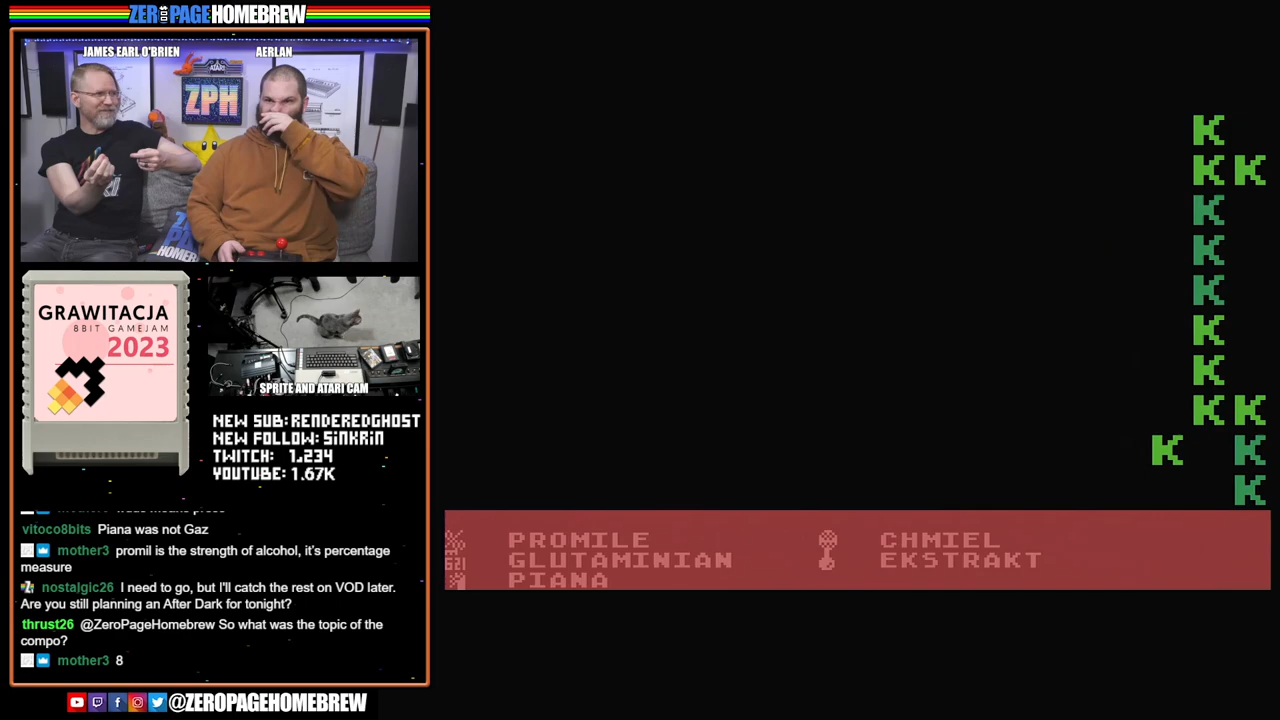 ZEROPAGE HOMEBREW
JAMES EARL O'BRIEN
AERLAN
ATARI
ZPH
GRAWITACJA
8BIT GAMEJAM
2023
SPRITE AND ATARI CAM
NEW SUB:RENDEREDGHOST
NEW FOLLOW:SINKRIN
TWITCH: 1,234
YOUTUBE: 1.67K
vitoco8bits Piana was not Gaz
mother3 promil is the strength of alcohol, it's percentage
measure
nostalgic26 I need to go, but I'll catch the rest on VOD later.
Are you still planning an After Dark for tonight?
thrust26 @ZeroPageHomebrew So what was the topic of the
compo?
mother3 8
@ZEROPAGEHOMEBREW
K
K K
K
K
K
K
K
K K
K K
K
PROMILE
621 GLUTAMINIAN
PIANA
CHMIEL
EKSTRAKT